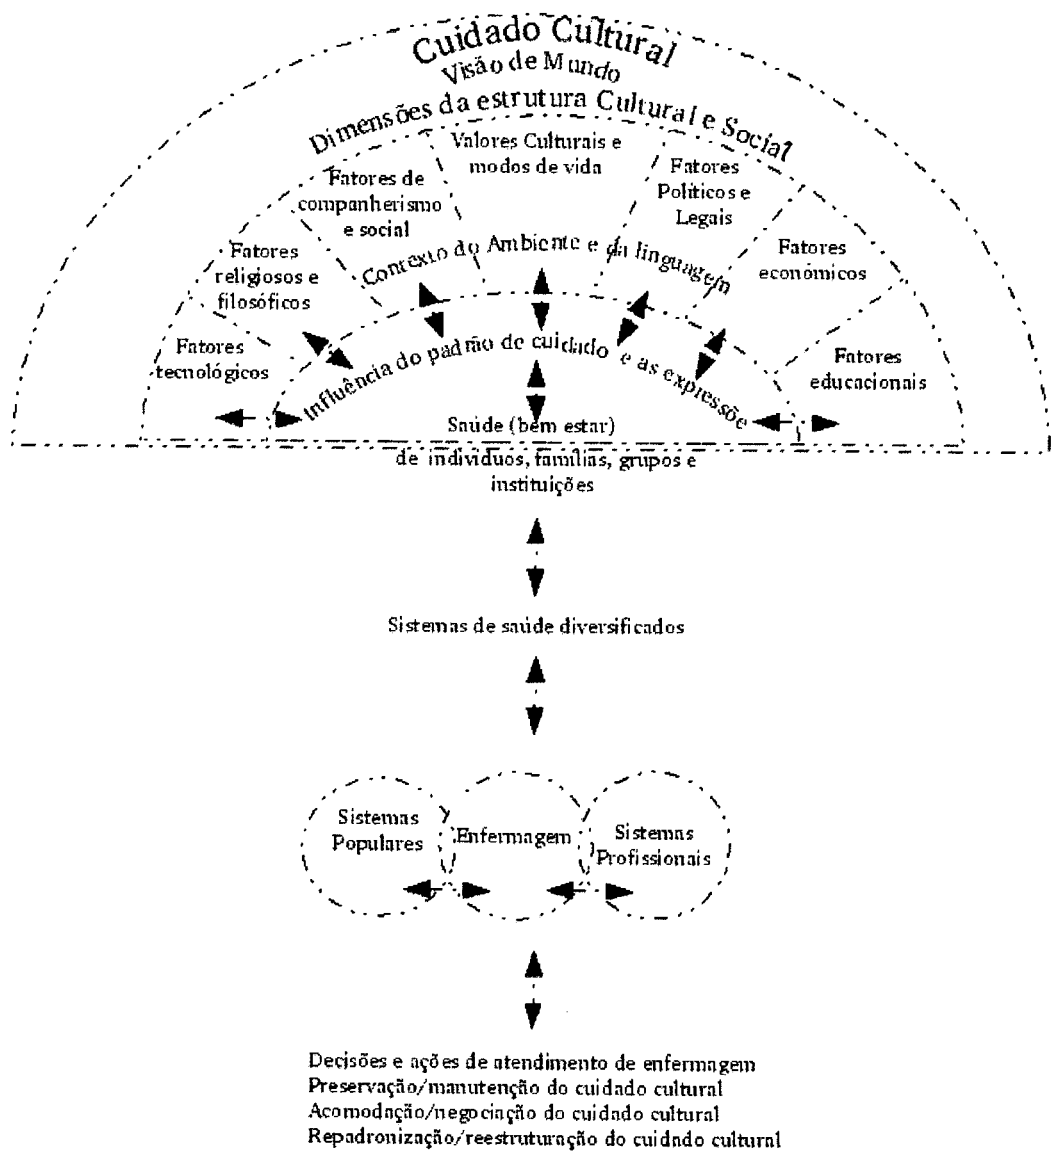 Cuidado Cultural
Visão de Mundo
Dimensões da estrutura Cultural e Social
Valores Culturais e
modos de vida
Fatores de
companherismo
e social
Fatores
Políticos e
Legais
Fatores
religiosos e
filosóficos
Fatores
económicos
Fatores
tecnológicos
Fatores
educacionais
Contexto do Ambiente e da linguagem
Influência do padrão de cuidado e as expressõe
Saúde (bem estar)
de indivíduos, famílias, grupos e
instituições
Sistemas de saúde diversificados
Sistemas
Populares
Enfermagem
Sistemas
Profissionais
Decisões e ações de atendimento de enfermagem
Preservação/manutenção do cuidado cultural
Acomodação/negociação do cuidado cultural
Repadronização/reestruturação do cuidado cultural